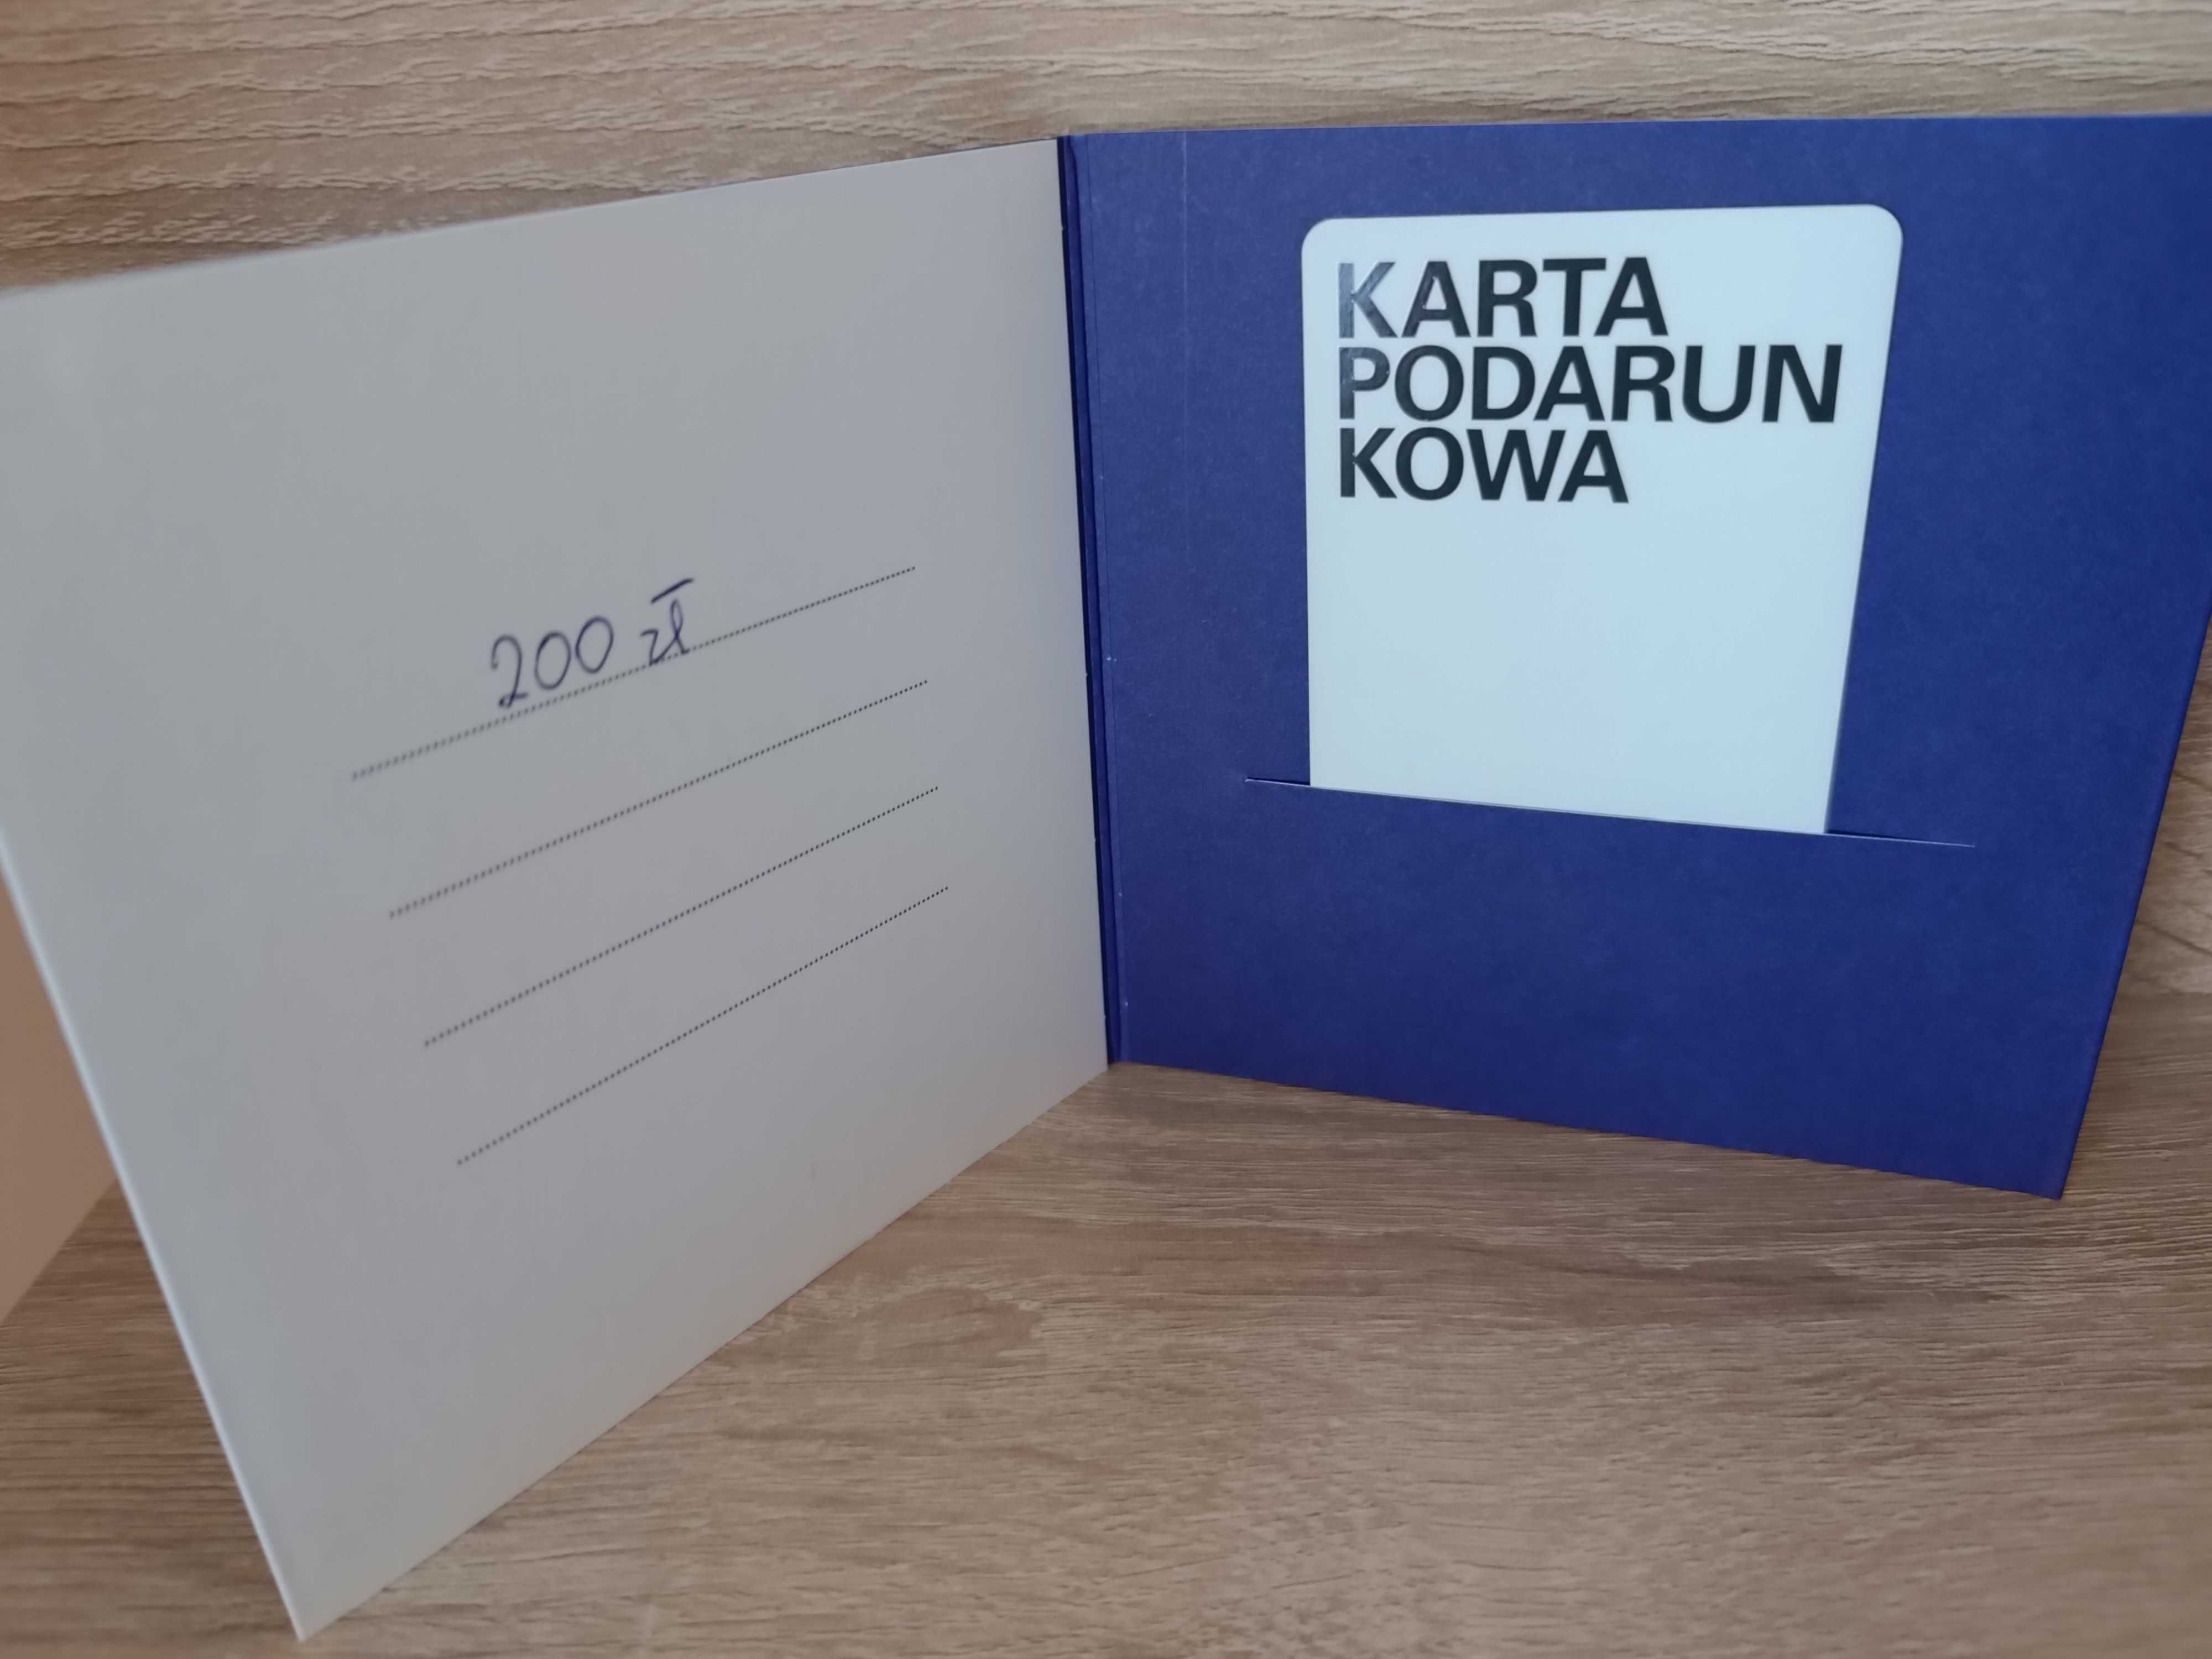 200 zł
KARTA
PODARUN
KOWA